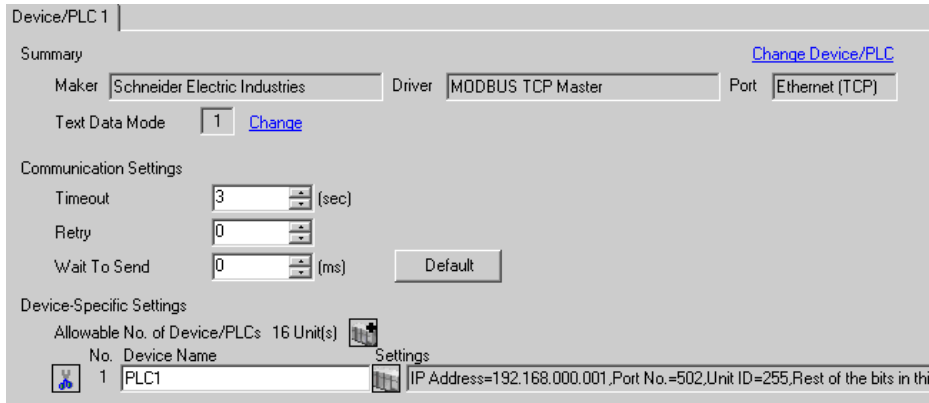 Device/PLC 1
Summary
Change Device/PLC
Maker Schneider Electric Industries Driver MODBUS TCP Master Port Ethernet (TCP)
Text Data Mode 1 Change
Communication Settings
Timeout 3 (sec)
Retry 0
Wait To Send 0 (ms) Default
Device-Specific Settings
Allowable No. of Device/PLCs 16 Unit(s)
No. Device Name Settings
1 PLC1 IP Address=192.168.000.001,Port No.=502,Unit ID=255,Rest of the bits in thi